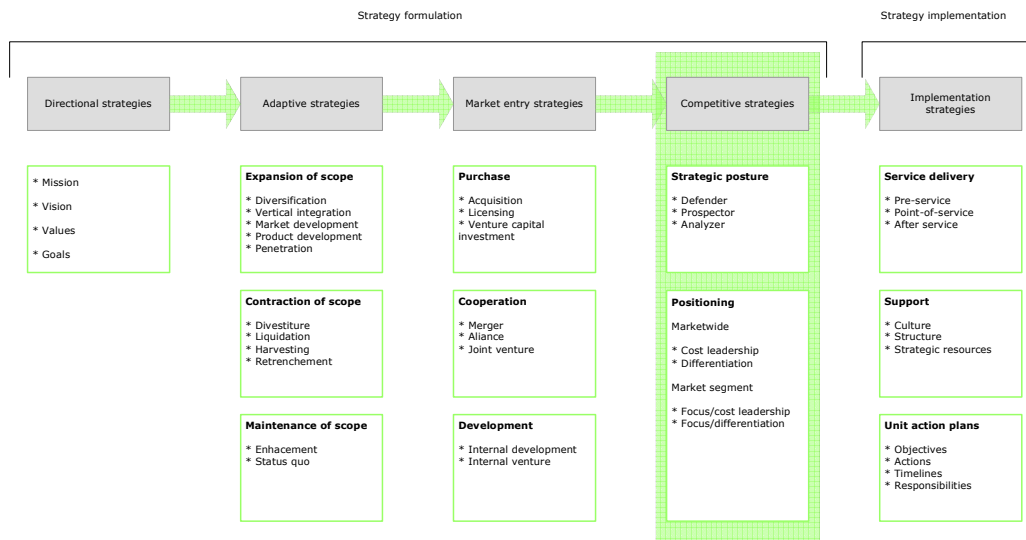 Strategy formulation
Strategy implementation
Directional strategies
Adaptive strategies
Market entry strategies
Competitive strategies
Implementation
strategies
* Mission
* Vision
* Values
* Goals
Expansion of scope
* Diversification
* Vertical integration
* Market development
* Product development
* Penetration
Contraction of scope
* Divestiture
* Liquidation
* Harvesting
* Retrenchement
Maintenance of scope
* Enhacement
* Status quo
Purchase
* Acquisition
* Licensing
* Venture capital
investment
Cooperation
* Merger
* Aliance
* Joint venture
Development
* Internal development
* Internal venture
Strategic posture
* Defender
* Prospector
* Analyzer
Positioning
Marketwide
* Cost leadership
* Differentiation
Market segment
* Focus/cost leadership
* Focus/differentiation
Service delivery
* Pre-service
* Point-of-service
* After service
Support
* Culture
* Structure
* Strategic resources
Unit action plans
* Objectives
* Actions
* Timelines
* Responsibilities